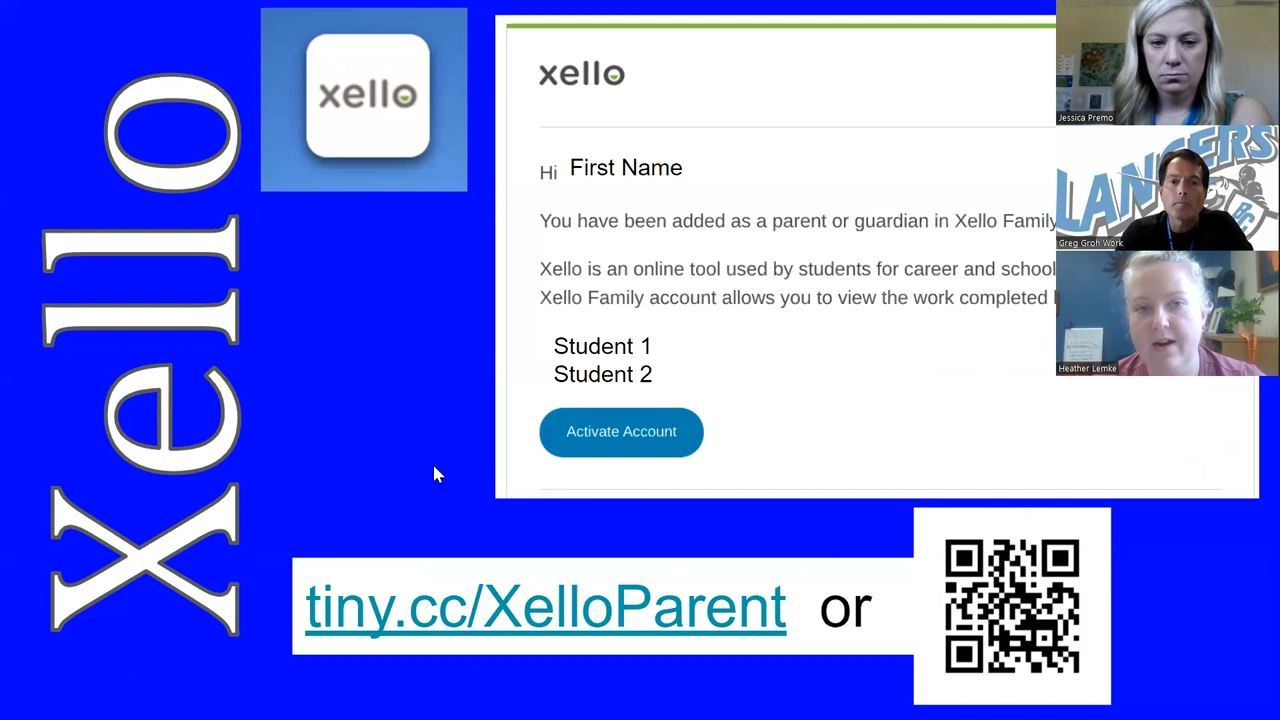 Xello
xello
xello
Hi First Name
You have been added as a parent or guardian in Xello Family
Xello is an online tool used by students for career and school
Xello Family account allows you to view the work completed
Student 1
Student 2
Activate Account
tiny.cc/XelloParent or
Jessica Premo
LANCERS
BC
Greg Groh Work
Heather Lemke